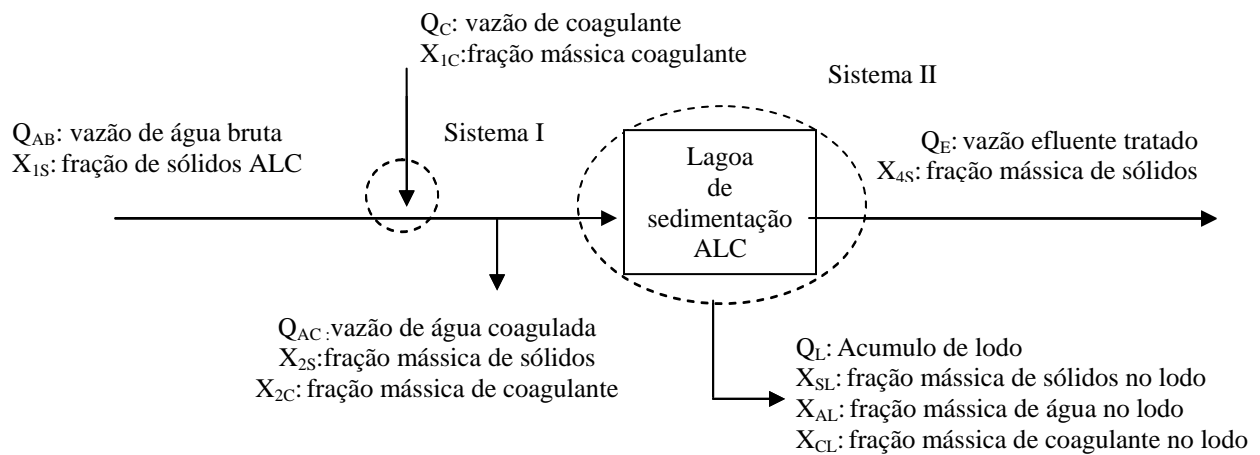 Q_C: vazão de coagulante
X_1C:fração mássica coagulante
Sistema II
Q_AB: vazão de água bruta
X_1S: fração de sólidos ALC
Sistema I
Lagoa
de
sedimentação
ALC
Q_E: vazão efluente tratado
X_4S: fração mássica de sólidos
Q_AC :vazão de água coagulada
X_2S:fração mássica de sólidos
X_2C: fração mássica de coagulante
Q_L: Acumulo de lodo
X_SL: fração mássica de sólidos no lodo
X_AL: fração mássica de água no lodo
X_CL: fração mássica de coagulante no lodo